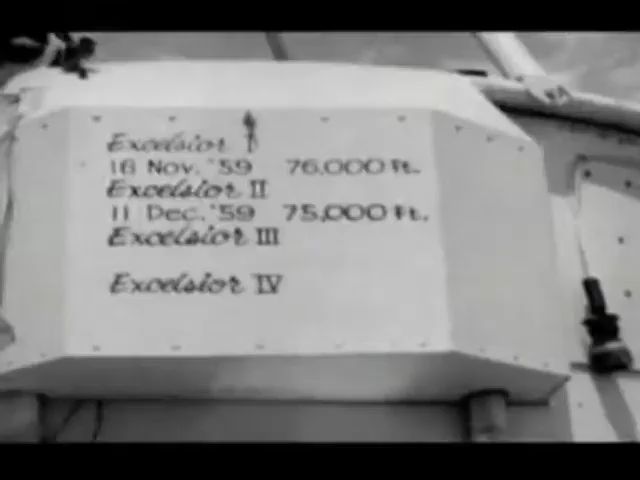 Excelsior I
16 Nov. '59 76,000 Ft.
Excelsior II
11 Dec. '59 75,000 Ft.
Excelsior III
Excelsior IV